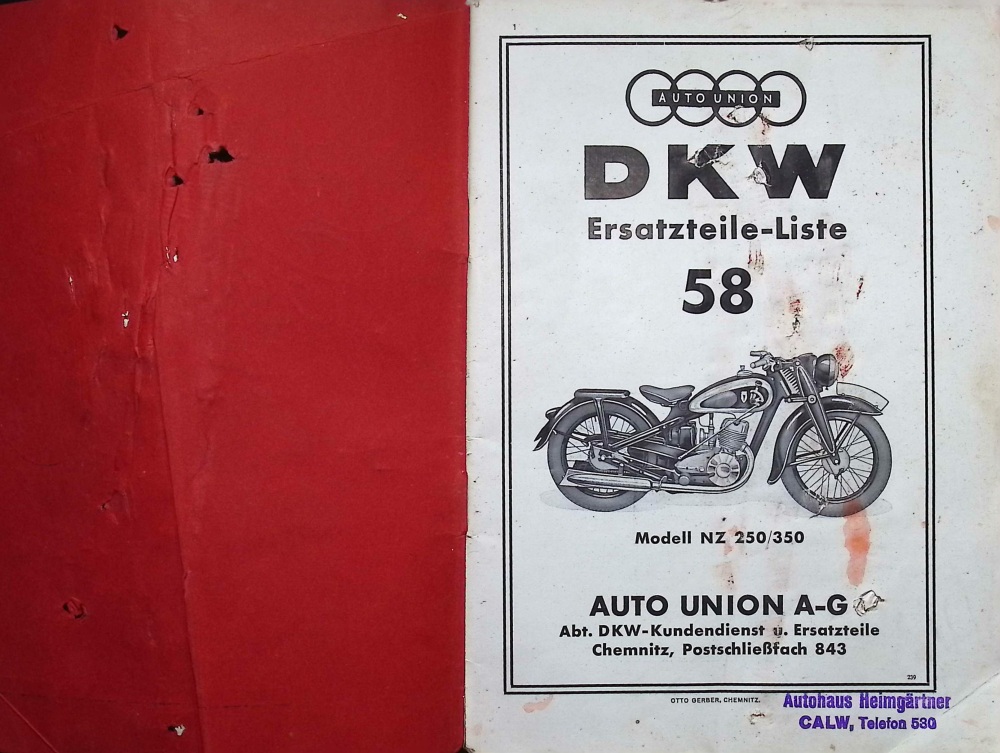 1
AUTO UNION
DKW
Ersatzteile-Liste
58
Modell NZ 250/350
AUTO UNION A-G
Abt. DKW-Kundendienst u. Ersatzteile
Chemnitz, Postschließfach 843
239
OTTO GERBER, CHEMNITZ.
Autohaus Heimgärtner
CALW, Telefon 530